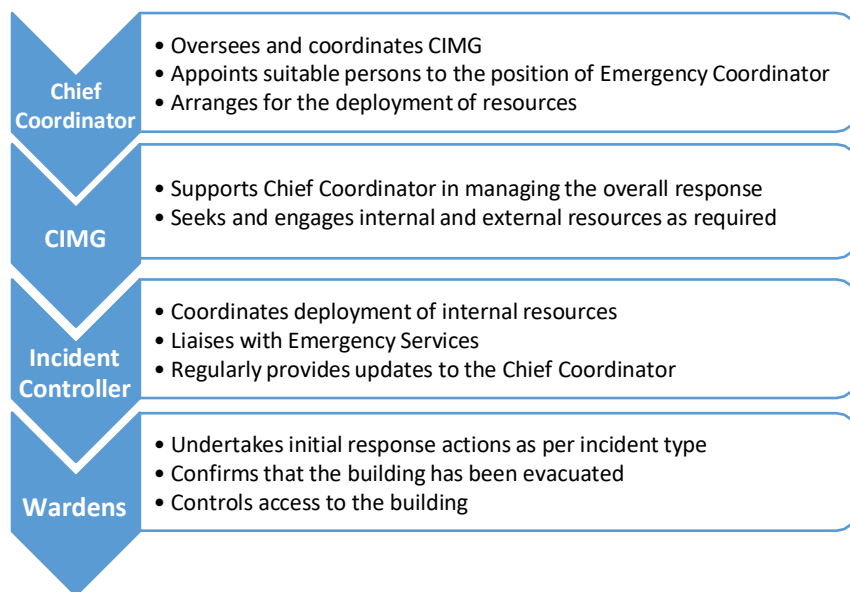 Chief
Coordinator
• Oversees and coordinates CIMG
• Appoints suitable persons to the position of Emergency Coordinator
• Arranges for the deployment of resources
CIMG
• Supports Chief Coordinator in managing the overall response
• Seeks and engages internal and external resources as required
Incident
Controller
• Coordinates deployment of internal resources
• Liaises with Emergency Services
• Regularly provides updates to the Chief Coordinator
Wardens
• Undertakes initial response actions as per incident type
• Confirms that the building has been evacuated
• Controls access to the building